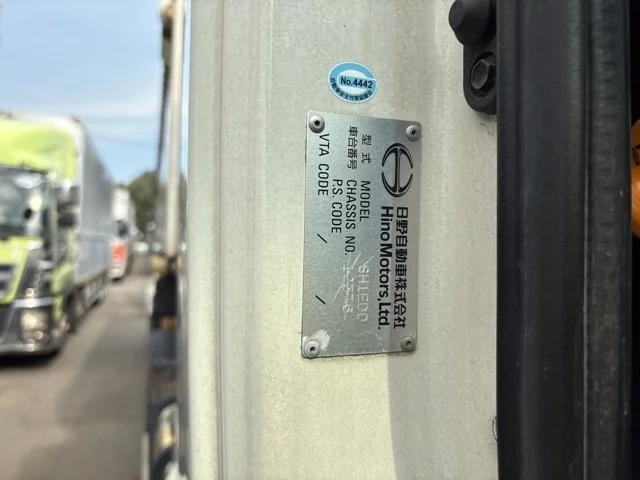 No.4442
日野自動車株式会社
Hino Motors, Ltd.
型式 MODEL SH1EDD
車台番号 CHASSIS NO.
P.S. CODE
VTA CODE / /